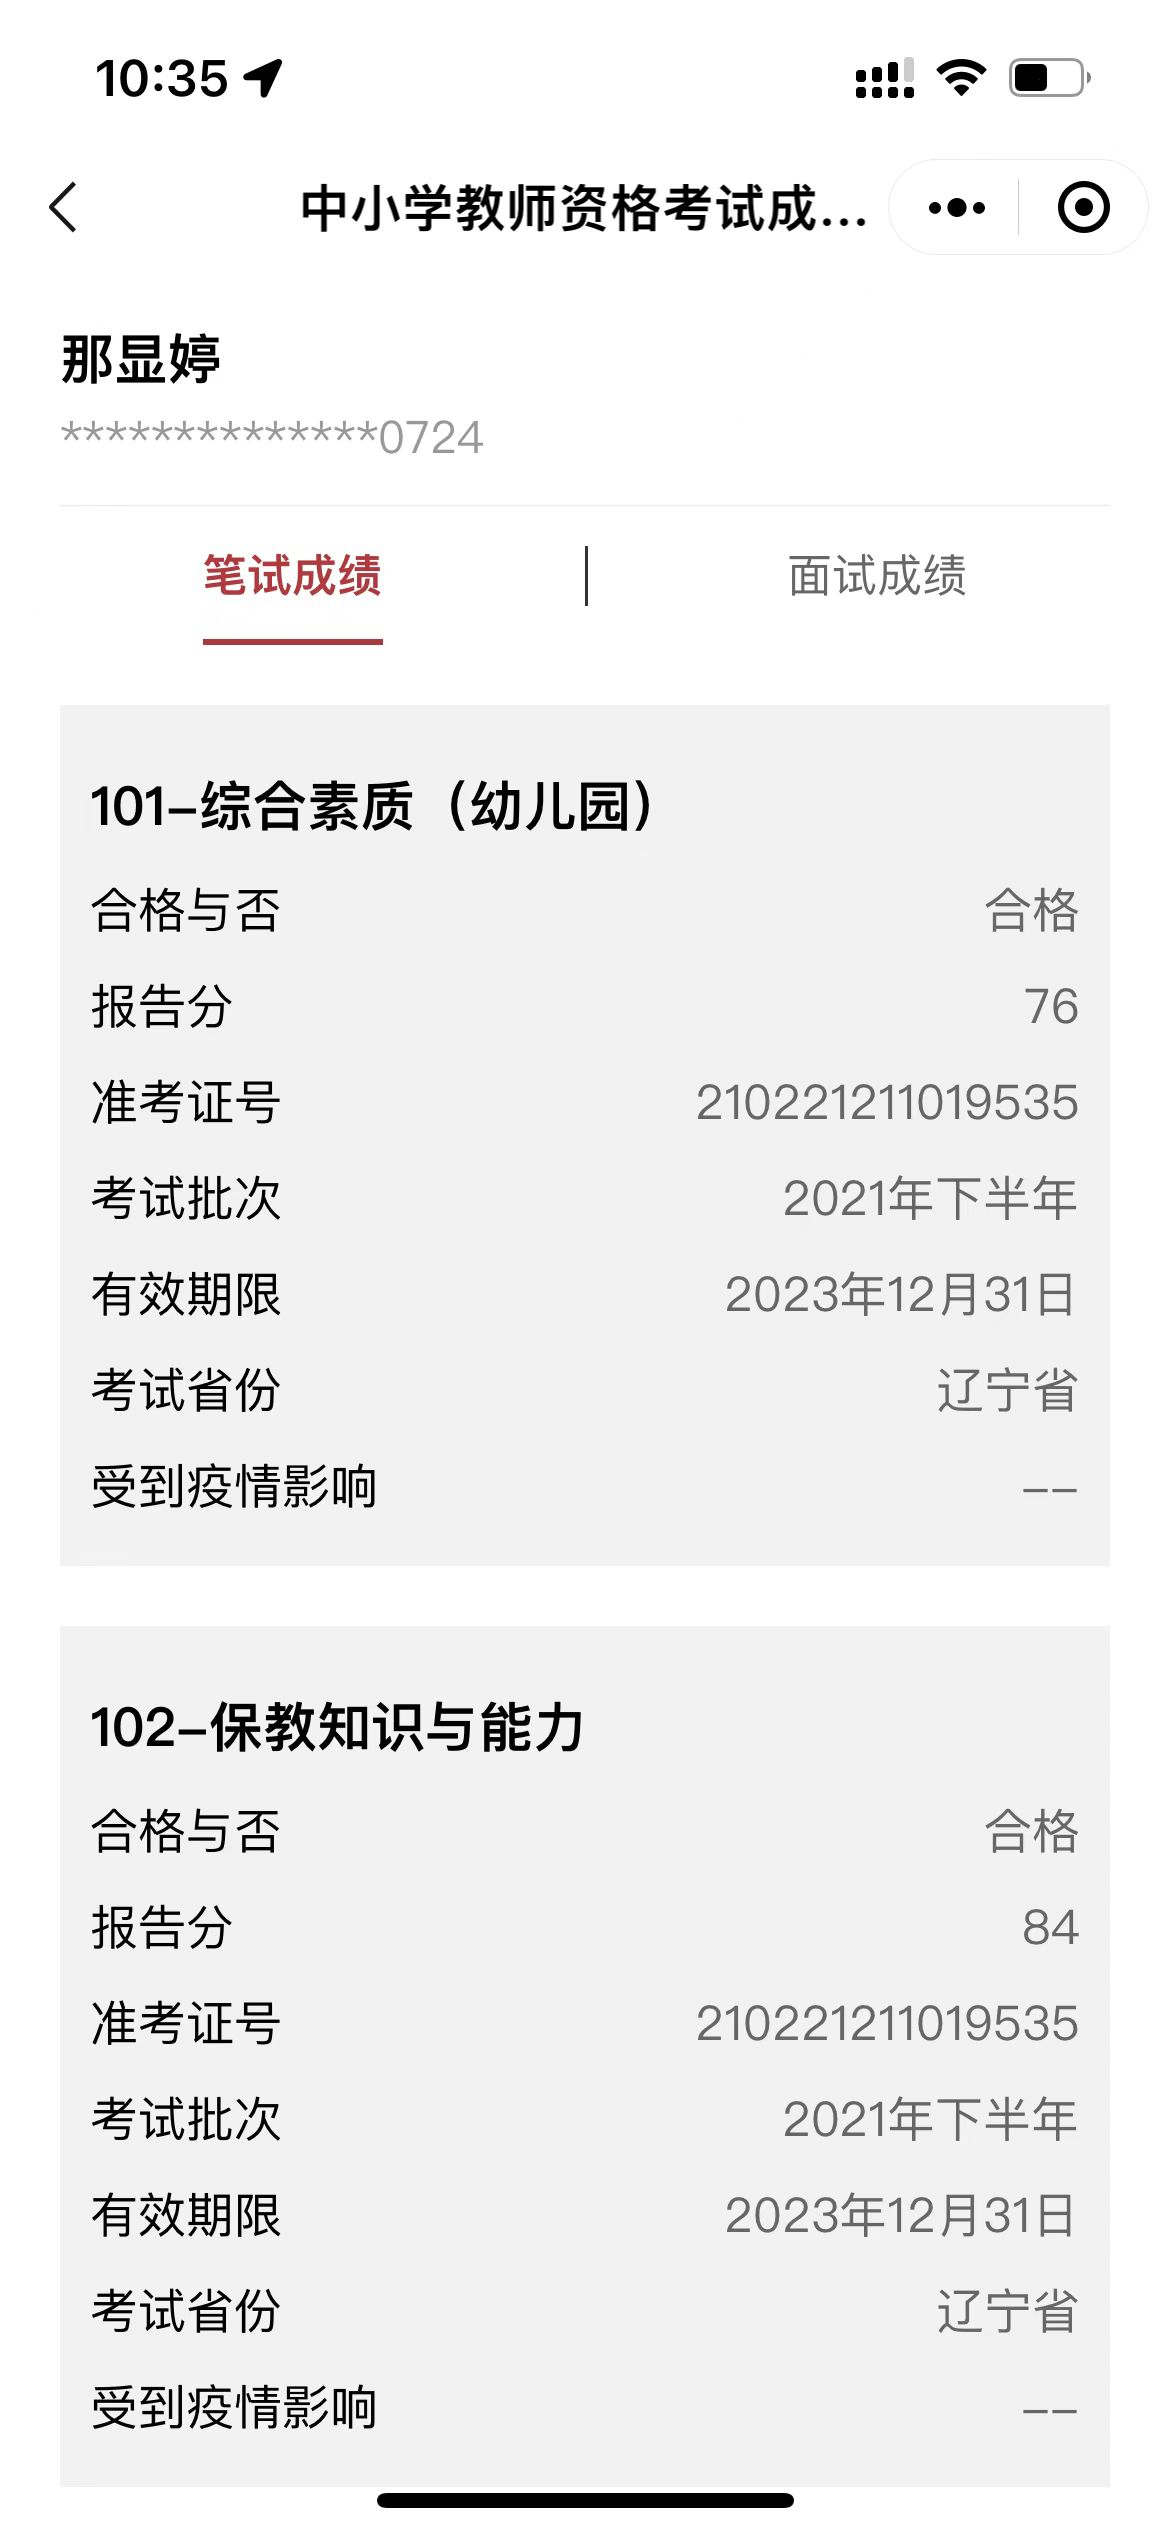 10:35
中小学教师资格考试成...
那显婷
**************0724
笔试成绩
面试成绩
101-综合素质（幼儿园）
合格与否 合格
报告分 76
准考证号 210221211019535
考试批次 2021年下半年
有效期限 2023年12月31日
考试省份 辽宁省
受到疫情影响 --
102-保教知识与能力
合格与否 合格
报告分 84
准考证号 210221211019535
考试批次 2021年下半年
有效期限 2023年12月31日
考试省份 辽宁省
受到疫情影响 --